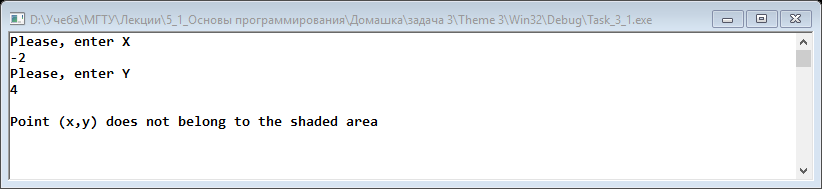 D:\Учеба\МГТУ\Лекции\5_1_Основы программирования\Домашка\задача 3\Theme 3\Win32\Debug\Task_3_1.exe
Please, enter X
-2
Please, enter Y
4
Point (x,y) does not belong to the shaded area